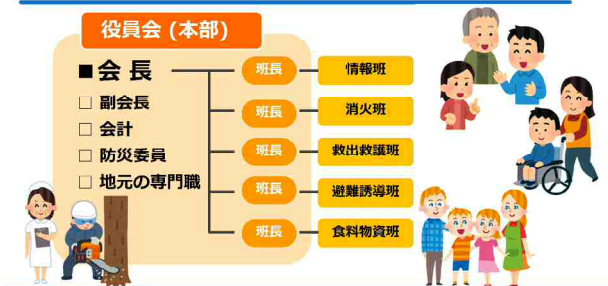 役員会 (本部)
■会 長
□ 副会長
□ 会計
□ 防災委員
□ 地元の専門職
班長 情報班
班長 消火班
班長 救出救護班
班長 避難誘導班
班長 食料物資班